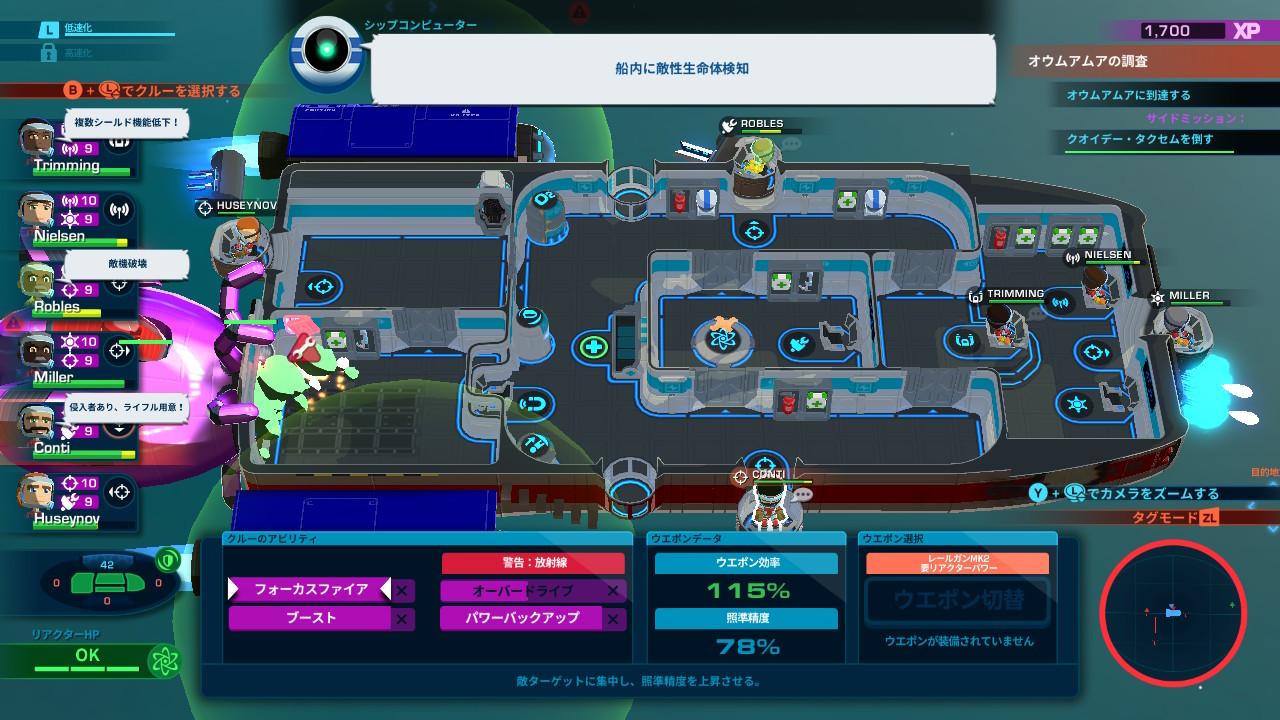 L 低速化
高速化
B + L でクルーを選択する
複数シールド機能低下！
9
Trimming
10
9
Nielsen
敵機破壊
9
Robles
10
9
Miller
侵入者あり、ライフル用意！
9
Conti
10
9
Huseynov
42
0
0
0
リアクターHP
OK
シップコンピューター
船内に敵性生命体検知
1,700 XP
オウムアムアの調査
オウムアムアに到達する
サイドミッション：
クオイデー・タクセムを倒す
ROBLES
HUSEYNOV
NIELSEN
TRIMMING
MILLER
CONTI
O2
目的地
Y + L でカメラをズームする
タグモード ZL
クルーのアビリティ
警告：放射線
フォーカスファイア
オーバードライブ
ブースト
パワーバックアップ
ウエポンデータ
ウエポン効率
115%
照準精度
78%
ウエポン選択
レールガンMK2
要リアクターパワー
ウエポン切替
ウエポンが装備されていません
敵ターゲットに集中し、照準精度を上昇させる。